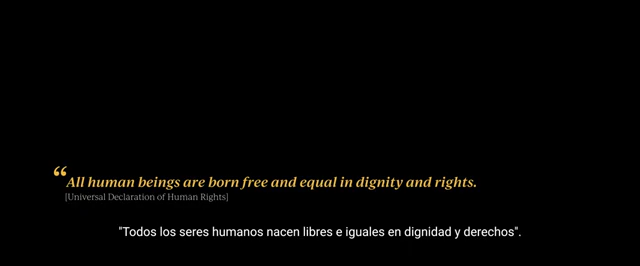 “All human beings are born free and equal in dignity and rights.
[Universal Declaration of Human Rights]
"Todos los seres humanos nacen libres e iguales en dignidad y derechos".